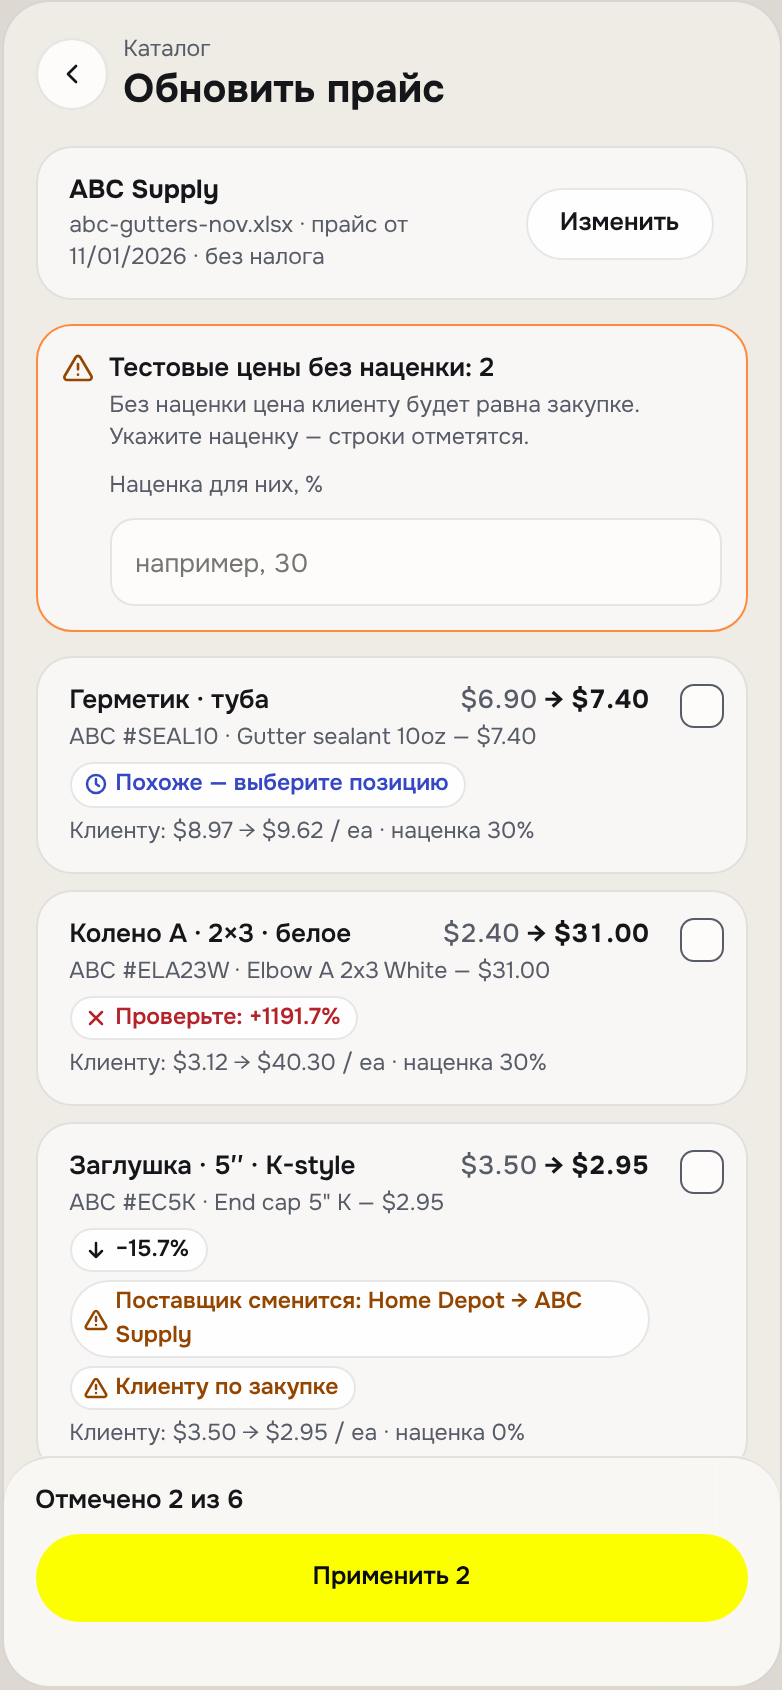 Каталог
Обновить прайс
ABC Supply
abc-gutters-nov.xlsx · прайс от
11/01/2026 · без налога
Изменить
Тестовые цены без наценки: 2
Без наценки цена клиенту будет равна закупке.
Укажите наценку — строки отметятся.
Наценка для них, %
например, 30
Герметик · туба $6.90 → $7.40
ABC #SEAL10 · Gutter sealant 10oz — $7.40
Похоже — выберите позицию
Клиенту: $8.97 → $9.62 / ea · наценка 30%
Колено A · 2×3 · белое $2.40 → $31.00
ABC #ELA23W · Elbow A 2x3 White — $31.00
Проверьте: +1191.7%
Клиенту: $3.12 → $40.30 / ea · наценка 30%
Заглушка · 5″ · K-style $3.50 → $2.95
ABC #EC5K · End cap 5" K — $2.95
−15.7%
Поставщик сменится: Home Depot → ABC
Supply
Клиенту по закупке
Клиенту: $3.50 → $2.95 / ea · наценка 0%
Отмечено 2 из 6
Применить 2